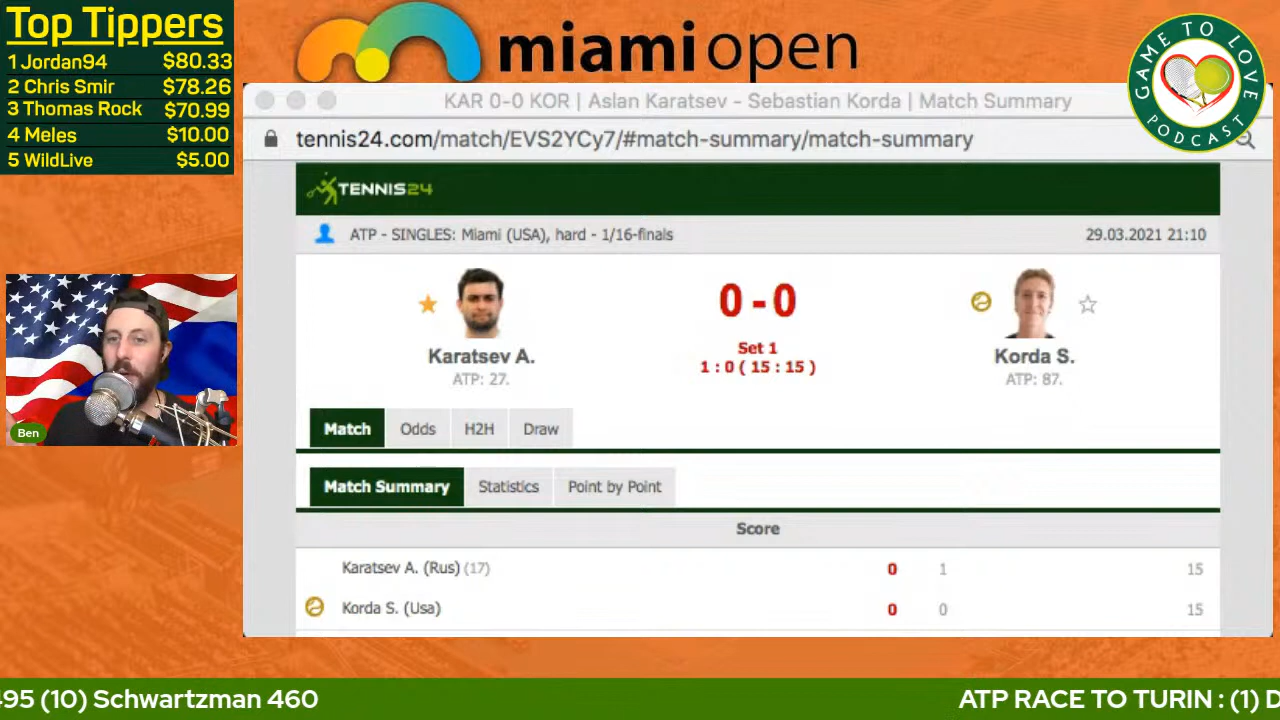 Top Tippers
1 Jordan94 $80.33
2 Chris Smir $78.26
3 Thomas Rock $70.99
4 Meles $10.00
5 WildLive $5.00
miami open
GAME TO LOVE
PODCAST
KAR 0-0 KOR | Aslan Karatsev - Sebastian Korda | Match Summary
tennis24.com/match/EVS2YCy7/#match-summary/match-summary
TENNIS24
ATP - SINGLES: Miami (USA), hard - 1/16-finals 29.03.2021 21:10
0 - 0
Set 1
1 : 0 ( 15 : 15 )
Karatsev A.
ATP: 27.
Korda S.
ATP: 87.
Match Odds H2H Draw
Match Summary Statistics Point by Point
Score
Karatsev A. (Rus) (17) 0 1 15
Korda S. (Usa) 0 0 15
Ben
495 (10) Schwartzman 460 ATP RACE TO TURIN : (1) D